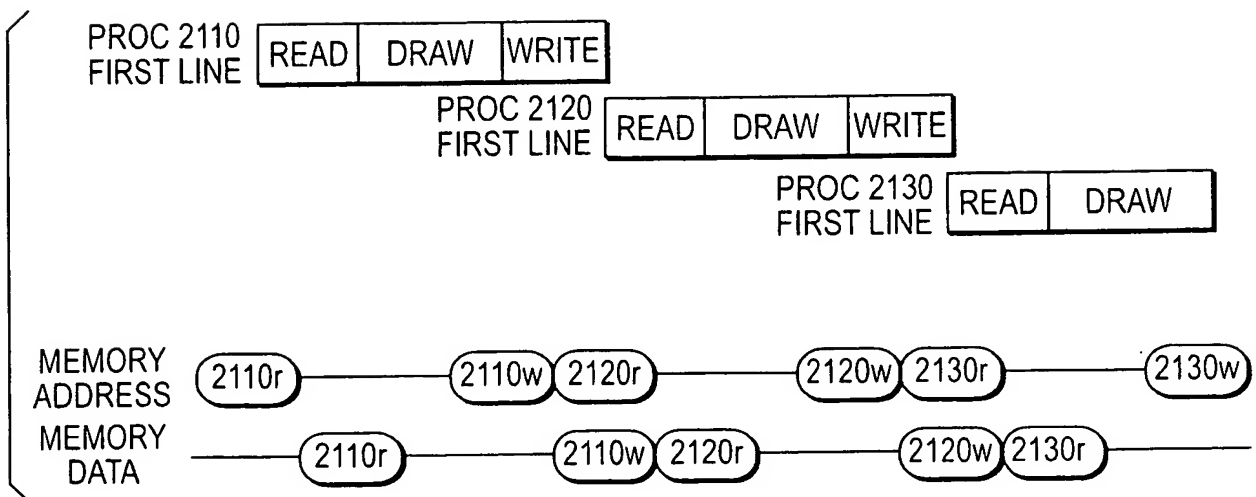 PROC 2110
FIRST LINE
READ DRAW WRITE
PROC 2120
FIRST LINE
READ DRAW WRITE
PROC 2130
FIRST LINE
READ DRAW
MEMORY
ADDRESS
2110r 2110w 2120r 2120w 2130r 2130w
MEMORY
DATA
2110r 2110w 2120r 2120w 2130r